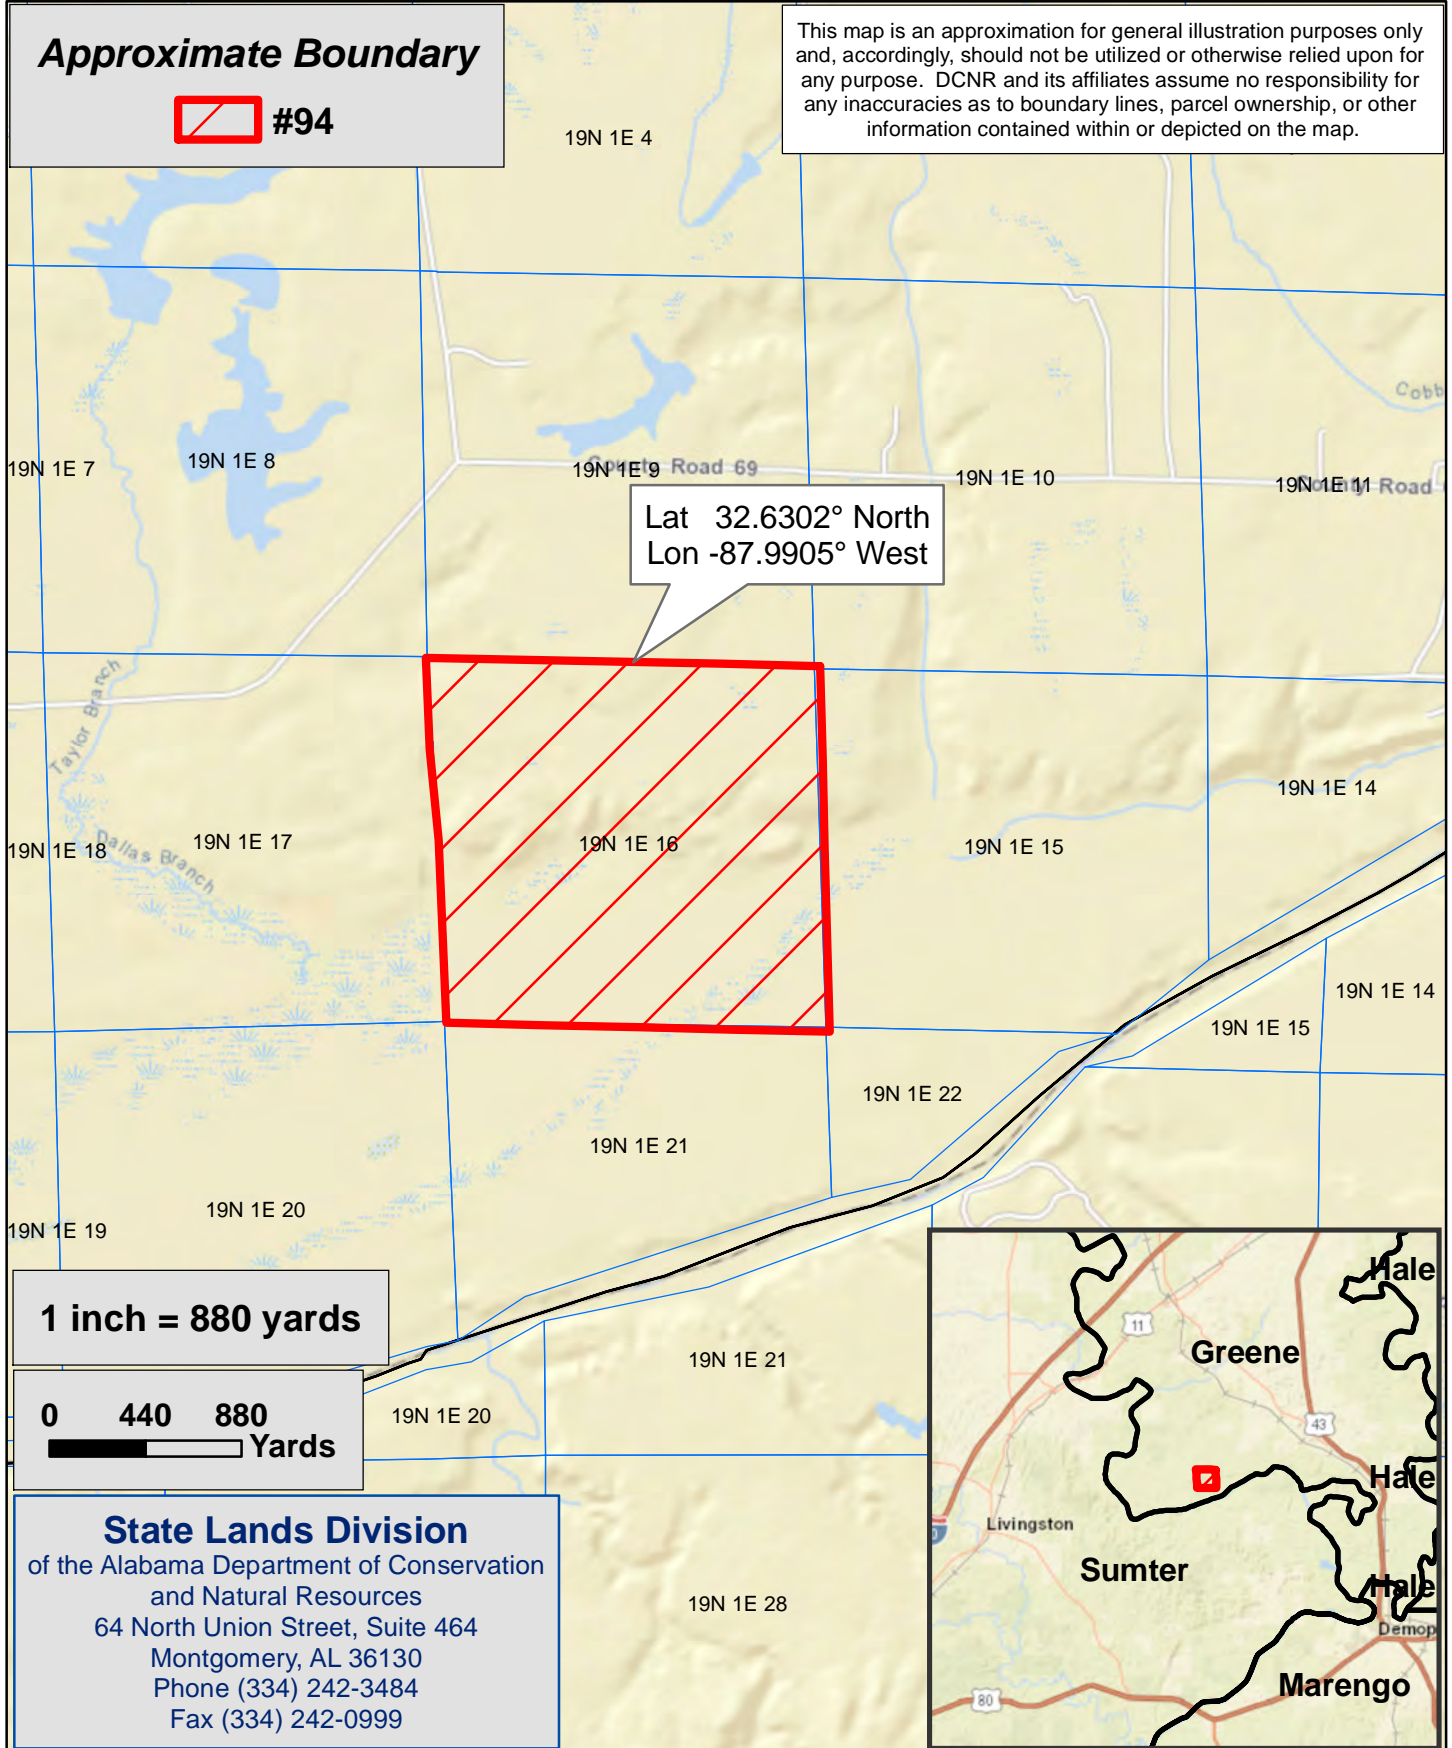 Approximate Boundary
#94
This map is an approximation for general illustration purposes only
and, accordingly, should not be utilized or otherwise relied upon for
any purpose. DCNR and its affiliates assume no responsibility for
any inaccuracies as to boundary lines, parcel ownership, or other
information contained within or depicted on the map.
19N 1E 4
Cobb
19N 1E 7
19N 1E 8
19N 1E 9
County Road 69
19N 1E 10
19N 1E 11
County Road
Lat 32.6302° North
Lon -87.9905° West
Taylor Branch
Dallas Branch
19N 1E 18
19N 1E 17
19N 1E 16
19N 1E 15
19N 1E 14
19N 1E 14
19N 1E 15
19N 1E 22
19N 1E 21
19N 1E 20
19N 1E 19
1 inch = 880 yards
0 440 880
Yards
19N 1E 21
19N 1E 20
19N 1E 28
State Lands Division
of the Alabama Department of Conservation
and Natural Resources
64 North Union Street, Suite 464
Montgomery, AL 36130
Phone (334) 242-3484
Fax (334) 242-0999
Hale
11
Greene
43
Hale
Livingston
Sumter
Hale
Demop
Marengo
80